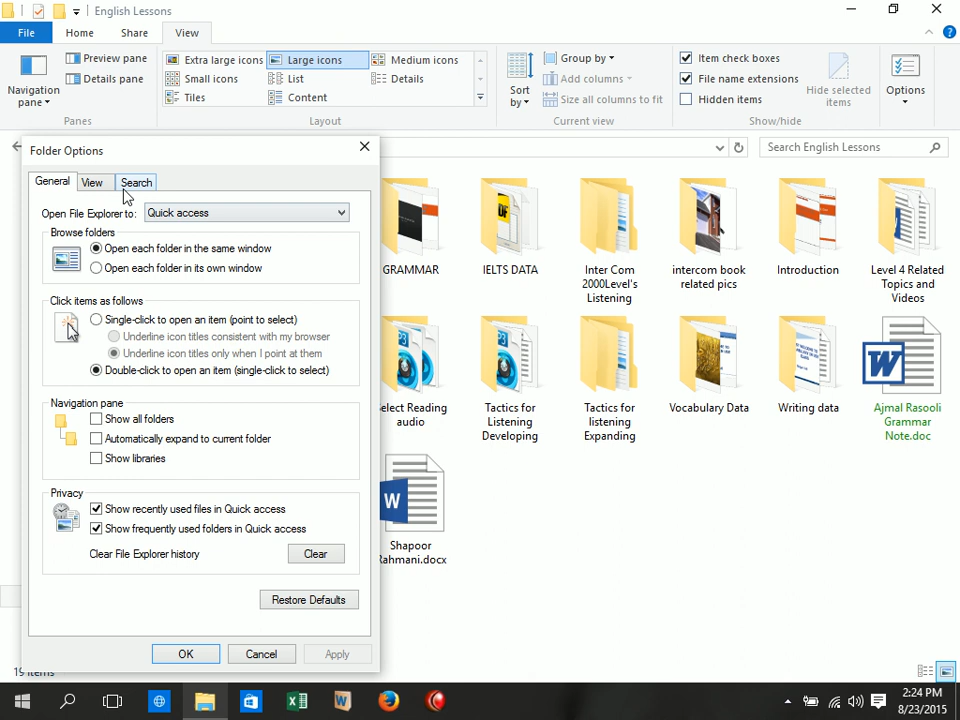 English Lessons
File
Home
Share
View
Navigation pane
Preview pane
Details pane
Panes
Extra large icons
Large icons
Medium icons
Small icons
List
Details
Tiles
Content
Layout
Sort by
Group by
Add columns
Size all columns to fit
Current view
Item check boxes
File name extensions
Hidden items
Hide selected items
Show/hide
Options
Search English Lessons
Folder Options
General
View
Search
Open File Explorer to:
Quick access
Browse folders
Open each folder in the same window
Open each folder in its own window
Click items as follows
Single-click to open an item (point to select)
Underline icon titles consistent with my browser
Underline icon titles only when I point at them
Double-click to open an item (single-click to select)
Navigation pane
Show all folders
Automatically expand to current folder
Show libraries
Privacy
Show recently used files in Quick access
Show frequently used folders in Quick access
Clear File Explorer history
Clear
Restore Defaults
OK
Cancel
Apply
GRAMMAR
IELTS DATA
Inter Com
2000Level's
Listening
intercom book
related pics
Introduction
Level 4 Related
Topics and
Videos
elect Reading
audio
Tactics for
Listening
Developing
Tactics for
listening
Expanding
Vocabulary Data
Writing data
Ajmal Rasooli
Grammar
Note.doc
Shapoor
Rahmani.docx
19 items
2:24 PM
8/23/2015